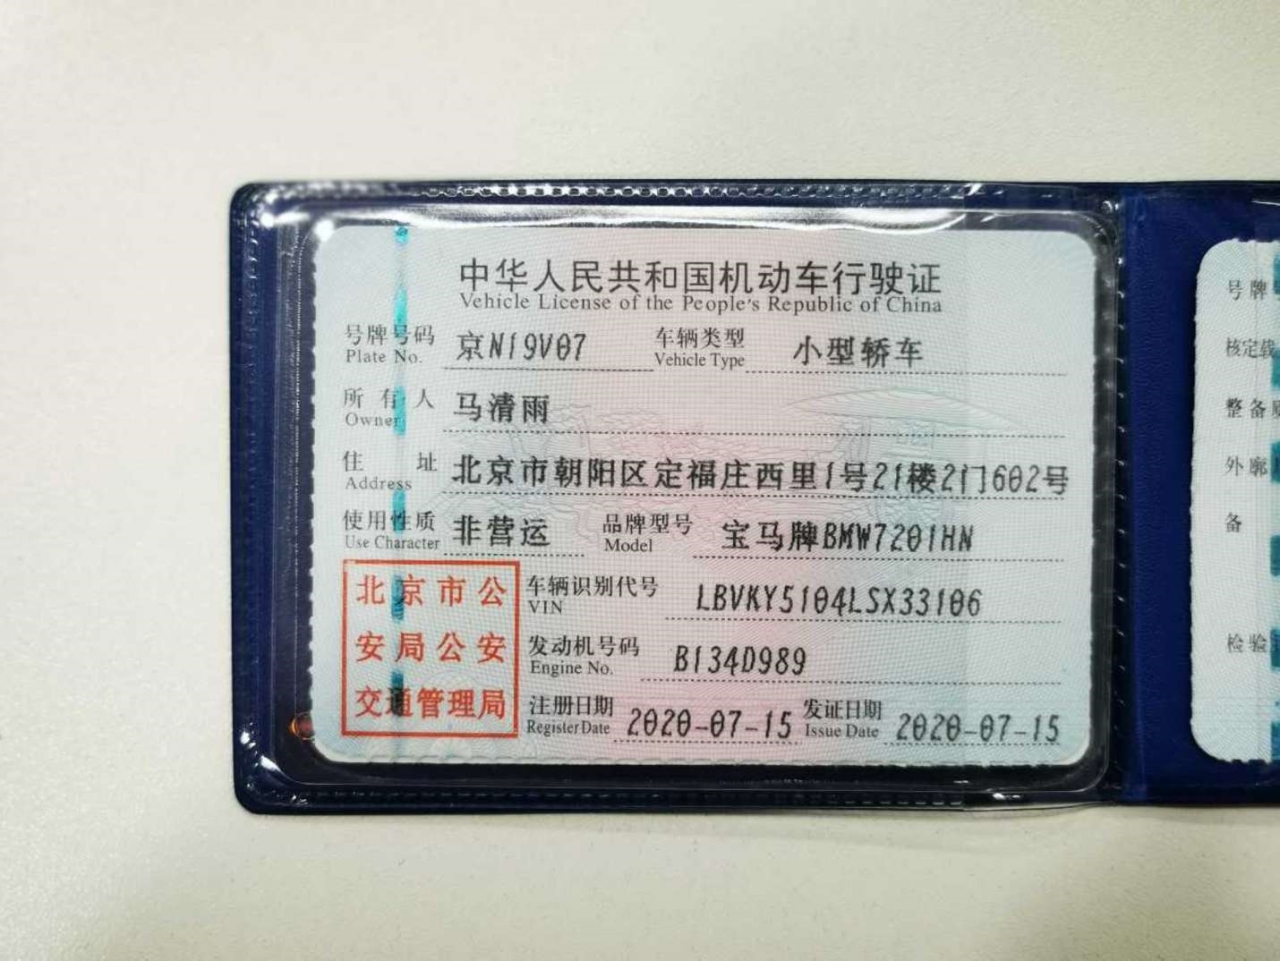 中华人民共和国机动车行驶证
Vehicle License of the People's Republic of China
号牌号码 京N19V07 车辆类型 小型轿车
Plate No. Vehicle Type
所有人 马清雨
Owner
住址 北京市朝阳区定福庄西里1号21楼2门602号
Address
使用性质 非营运 品牌型号 宝马牌BMW7201HN
Use Character Model
北京市公
安局公安
交通管理局
车辆识别代号 LBVKY5104LSX33106
VIN
发动机号码 B134D989
Engine No.
注册日期 2020-07-15 发证日期 2020-07-15
Register Date Issue Date
号牌
核定载
整备
外廓
备
检验